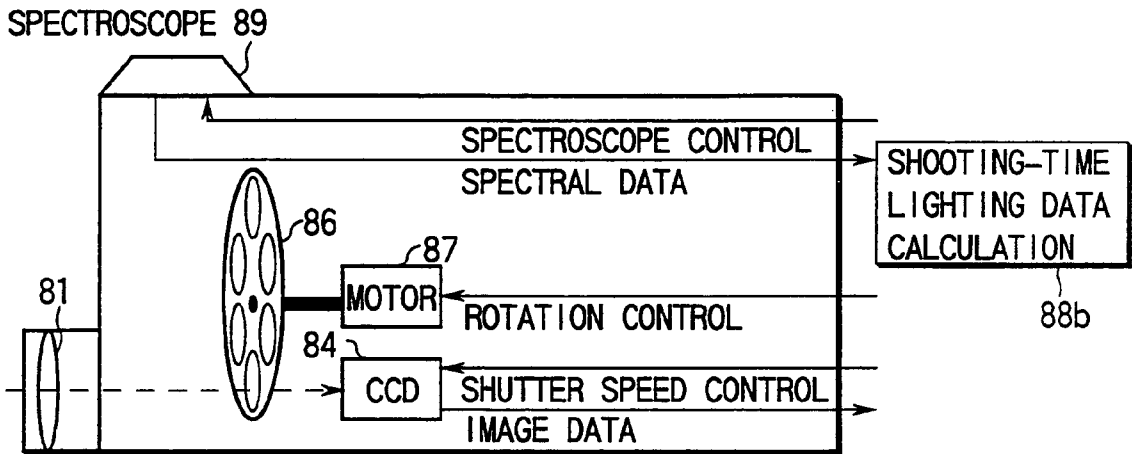 SPECTROSCOPE 89
SPECTROSCOPE CONTROL
SPECTRAL DATA
SHOOTING-TIME
LIGHTING DATA
CALCULATION
88b
86
87
MOTOR
ROTATION CONTROL
81
84
CCD
SHUTTER SPEED CONTROL
IMAGE DATA